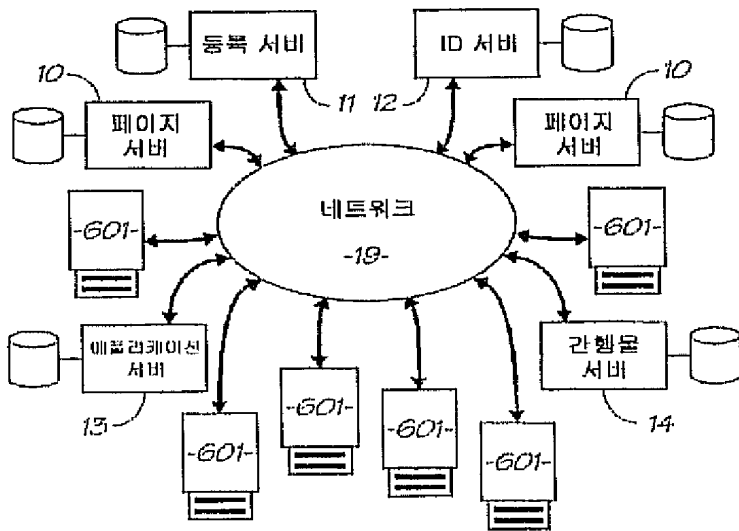 등록 서버
ID 서버
10
11
12
10
페이지
서버
페이지
서버
네트워크
-19-
-601-
-601-
애플리케이션
서버
간행물
서버
13
14
-601-
-601-
-601-
-601-